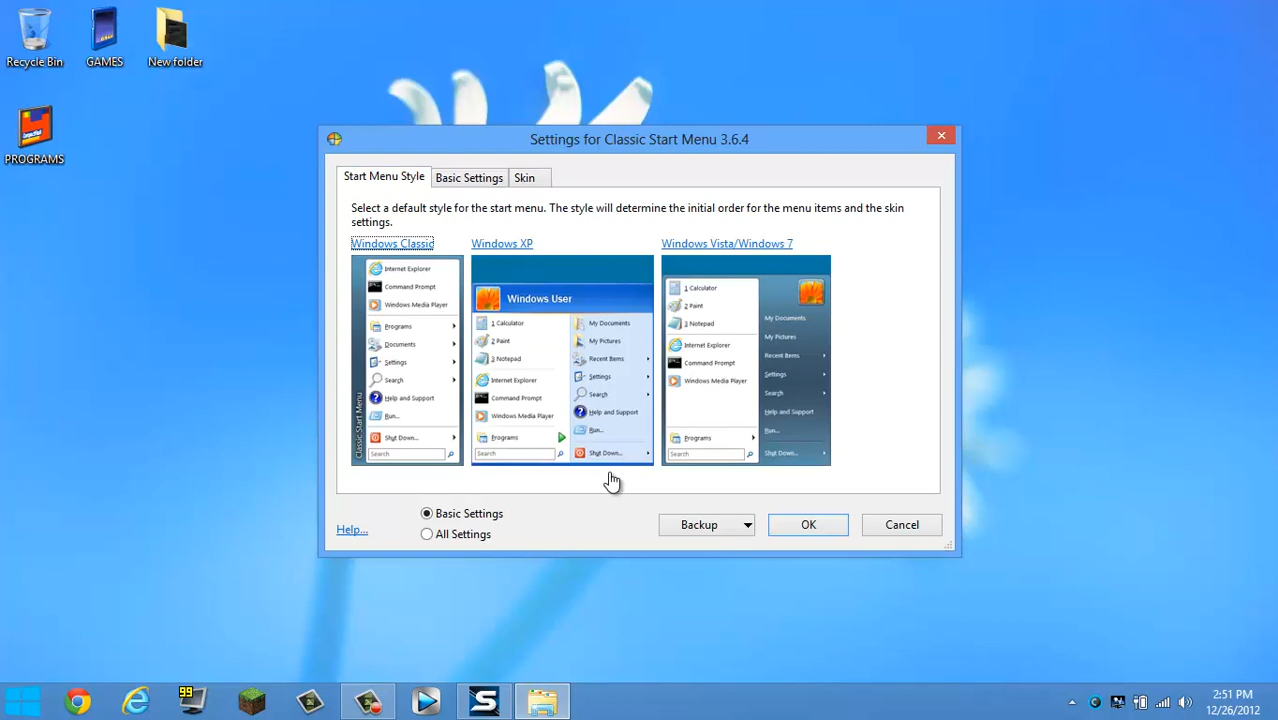 Recycle Bin
GAMES
New folder
PROGRAMS
Settings for Classic Start Menu 3.6.4
Start Menu Style
Basic Settings
Skin
Select a default style for the start menu. The style will determine the initial order for the menu items and the skin
settings.
Windows Classic
Windows XP
Windows Vista/Windows 7
Internet Explorer
Command Prompt
Windows Media Player
Programs
Documents
Settings
Search
Help and Support
Run...
Shut Down...
Search
Classic Start Menu
Windows User
1 Calculator
2 Paint
3 Notepad
Internet Explorer
Command Prompt
Windows Media Player
Programs
Search
My Documents
My Pictures
Recent Items
Settings
Search
Help and Support
Run...
Shut Down...
1 Calculator
2 Paint
3 Notepad
Internet Explorer
Command Prompt
Windows Media Player
Programs
Search
My Documents
My Pictures
Recent Items
Settings
Search
Help and Support
Run...
Shut Down...
Help...
Basic Settings
All Settings
Backup
OK
Cancel
99
2:51 PM
12/26/2012